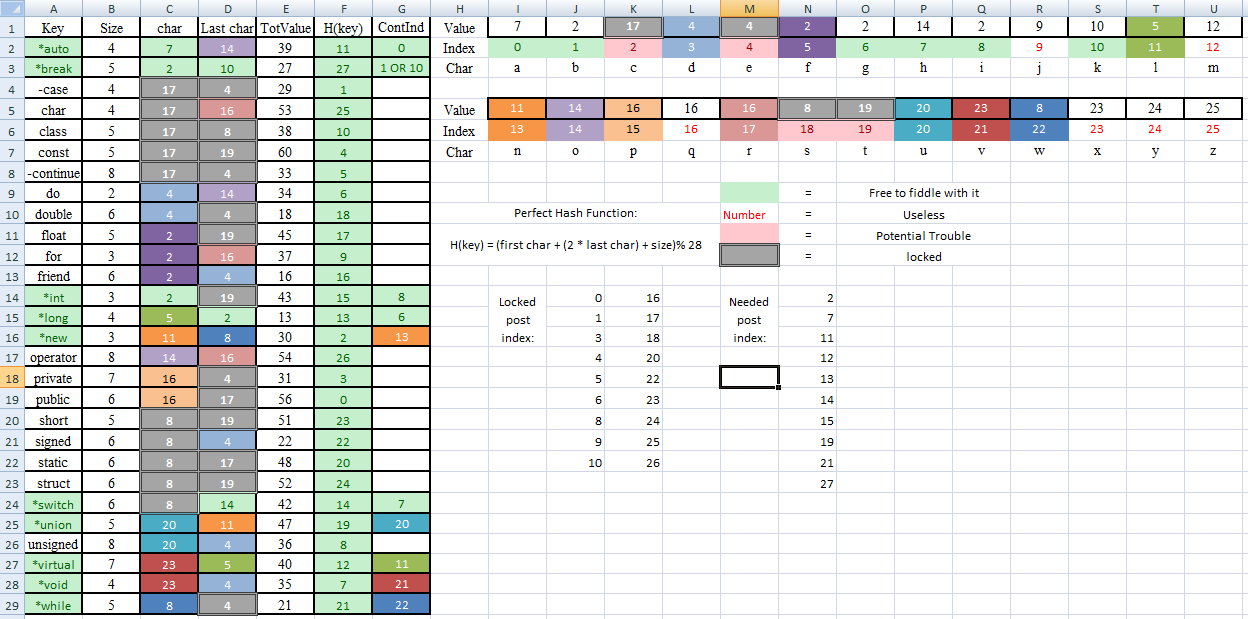 A B C D E F G H I J K L M N O P Q R S T U
1 Key Size char Last char TotValue H(key) ContInd Value 7 2 17 4 4 2 2 14 2 9 10 5 12
2 *auto 4 7 14 39 11 0 Index 0 1 2 3 4 5 6 7 8 9 10 11 12
3 *break 5 2 10 27 27 1 OR 10 Char a b c d e f g h i j k l m
4 -case 4 17 4 29 1
5 char 4 17 16 53 25 Value 11 14 16 16 16 8 19 20 23 8 23 24 25
6 class 5 17 8 38 10 Index 13 14 15 16 17 18 19 20 21 22 23 24 25
7 const 5 17 19 60 4 Char n o p q r s t u v w x y z
8 -continue 8 17 4 33 5
9 do 2 4 14 34 6 = Free to fiddle with it
10 double 6 4 4 18 18 Perfect Hash Function: Number = Useless
11 float 5 2 19 45 17 = Potential Trouble
H(key) = (first char + (2 * last char) + size)% 28
12 for 3 2 16 37 9 = locked
13 friend 6 2 4 16 16
14 *int 3 2 19 43 15 8 Locked 0 16 Needed 2
15 *long 4 5 2 13 13 6 post 1 17 post 7
16 *new 3 11 8 30 2 13 index: 3 18 index: 11
17 operator 8 14 16 54 26 4 20 12
18 private 7 16 4 31 3 5 22 13
19 public 6 16 17 56 0 6 23 14
20 short 5 8 19 51 23 8 24 15
21 signed 6 8 4 22 22 9 25 19
22 static 6 8 17 48 20 10 26 21
23 struct 6 8 19 52 24 27
24 *switch 6 8 14 42 14 7
25 *union 5 20 11 47 19 20
26 unsigned 8 20 4 36 8
27 *virtual 7 23 5 40 12 11
28 *void 4 23 4 35 7 21
29 *while 5 8 4 21 21 22